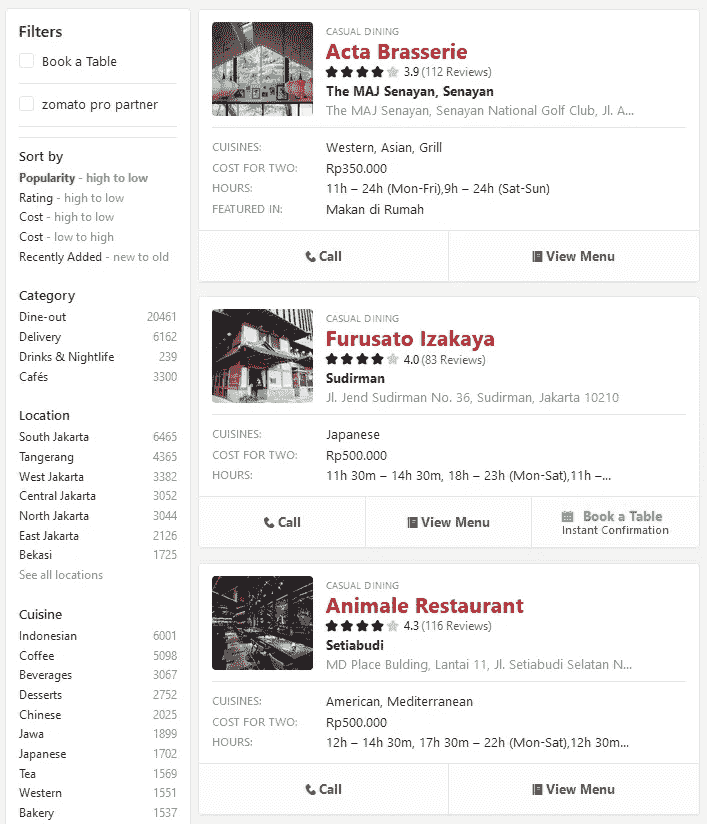 Filters
Book a Table
zomato pro partner
Sort by
Popularity - high to low
Rating - high to low
Cost - high to low
Cost - low to high
Recently Added - new to old
Category
Dine-out 20461
Delivery 6162
Drinks & Nightlife 239
Cafés 3300
Location
South Jakarta 6465
Tangerang 4365
West Jakarta 3382
Central Jakarta 3052
North Jakarta 3044
East Jakarta 2126
Bekasi 1725
See all locations
Cuisine
Indonesian 6001
Coffee 5098
Beverages 3067
Desserts 2752
Chinese 2025
Jawa 1899
Japanese 1702
Tea 1569
Western 1551
Bakery 1537
CASUAL DINING
Acta Brasserie
3.9 (112 Reviews)
The MAJ Senayan, Senayan
The MAJ Senayan, Senayan National Golf Club, Jl. A...
CUISINES: Western, Asian, Grill
COST FOR TWO: Rp350.000
HOURS: 11h – 24h (Mon-Fri),9h – 24h (Sat-Sun)
FEATURED IN: Makan di Rumah
Call View Menu
CASUAL DINING
Furusato Izakaya
4.0 (83 Reviews)
Sudirman
Jl. Jend Sudirman No. 36, Sudirman, Jakarta 10210
CUISINES: Japanese
COST FOR TWO: Rp500.000
HOURS: 11h 30m – 14h 30m, 18h – 23h (Mon-Sat),11h –...
Call View Menu Book a Table
Instant Confirmation
CASUAL DINING
Animale Restaurant
4.3 (116 Reviews)
Setiabudi
MD Place Bulding, Lantai 11, Jl. Setiabudi Selatan N...
CUISINES: American, Mediterranean
COST FOR TWO: Rp500.000
HOURS: 12h – 14h 30m, 17h 30m – 22h (Mon-Sat),12h 30m...
Call View Menu